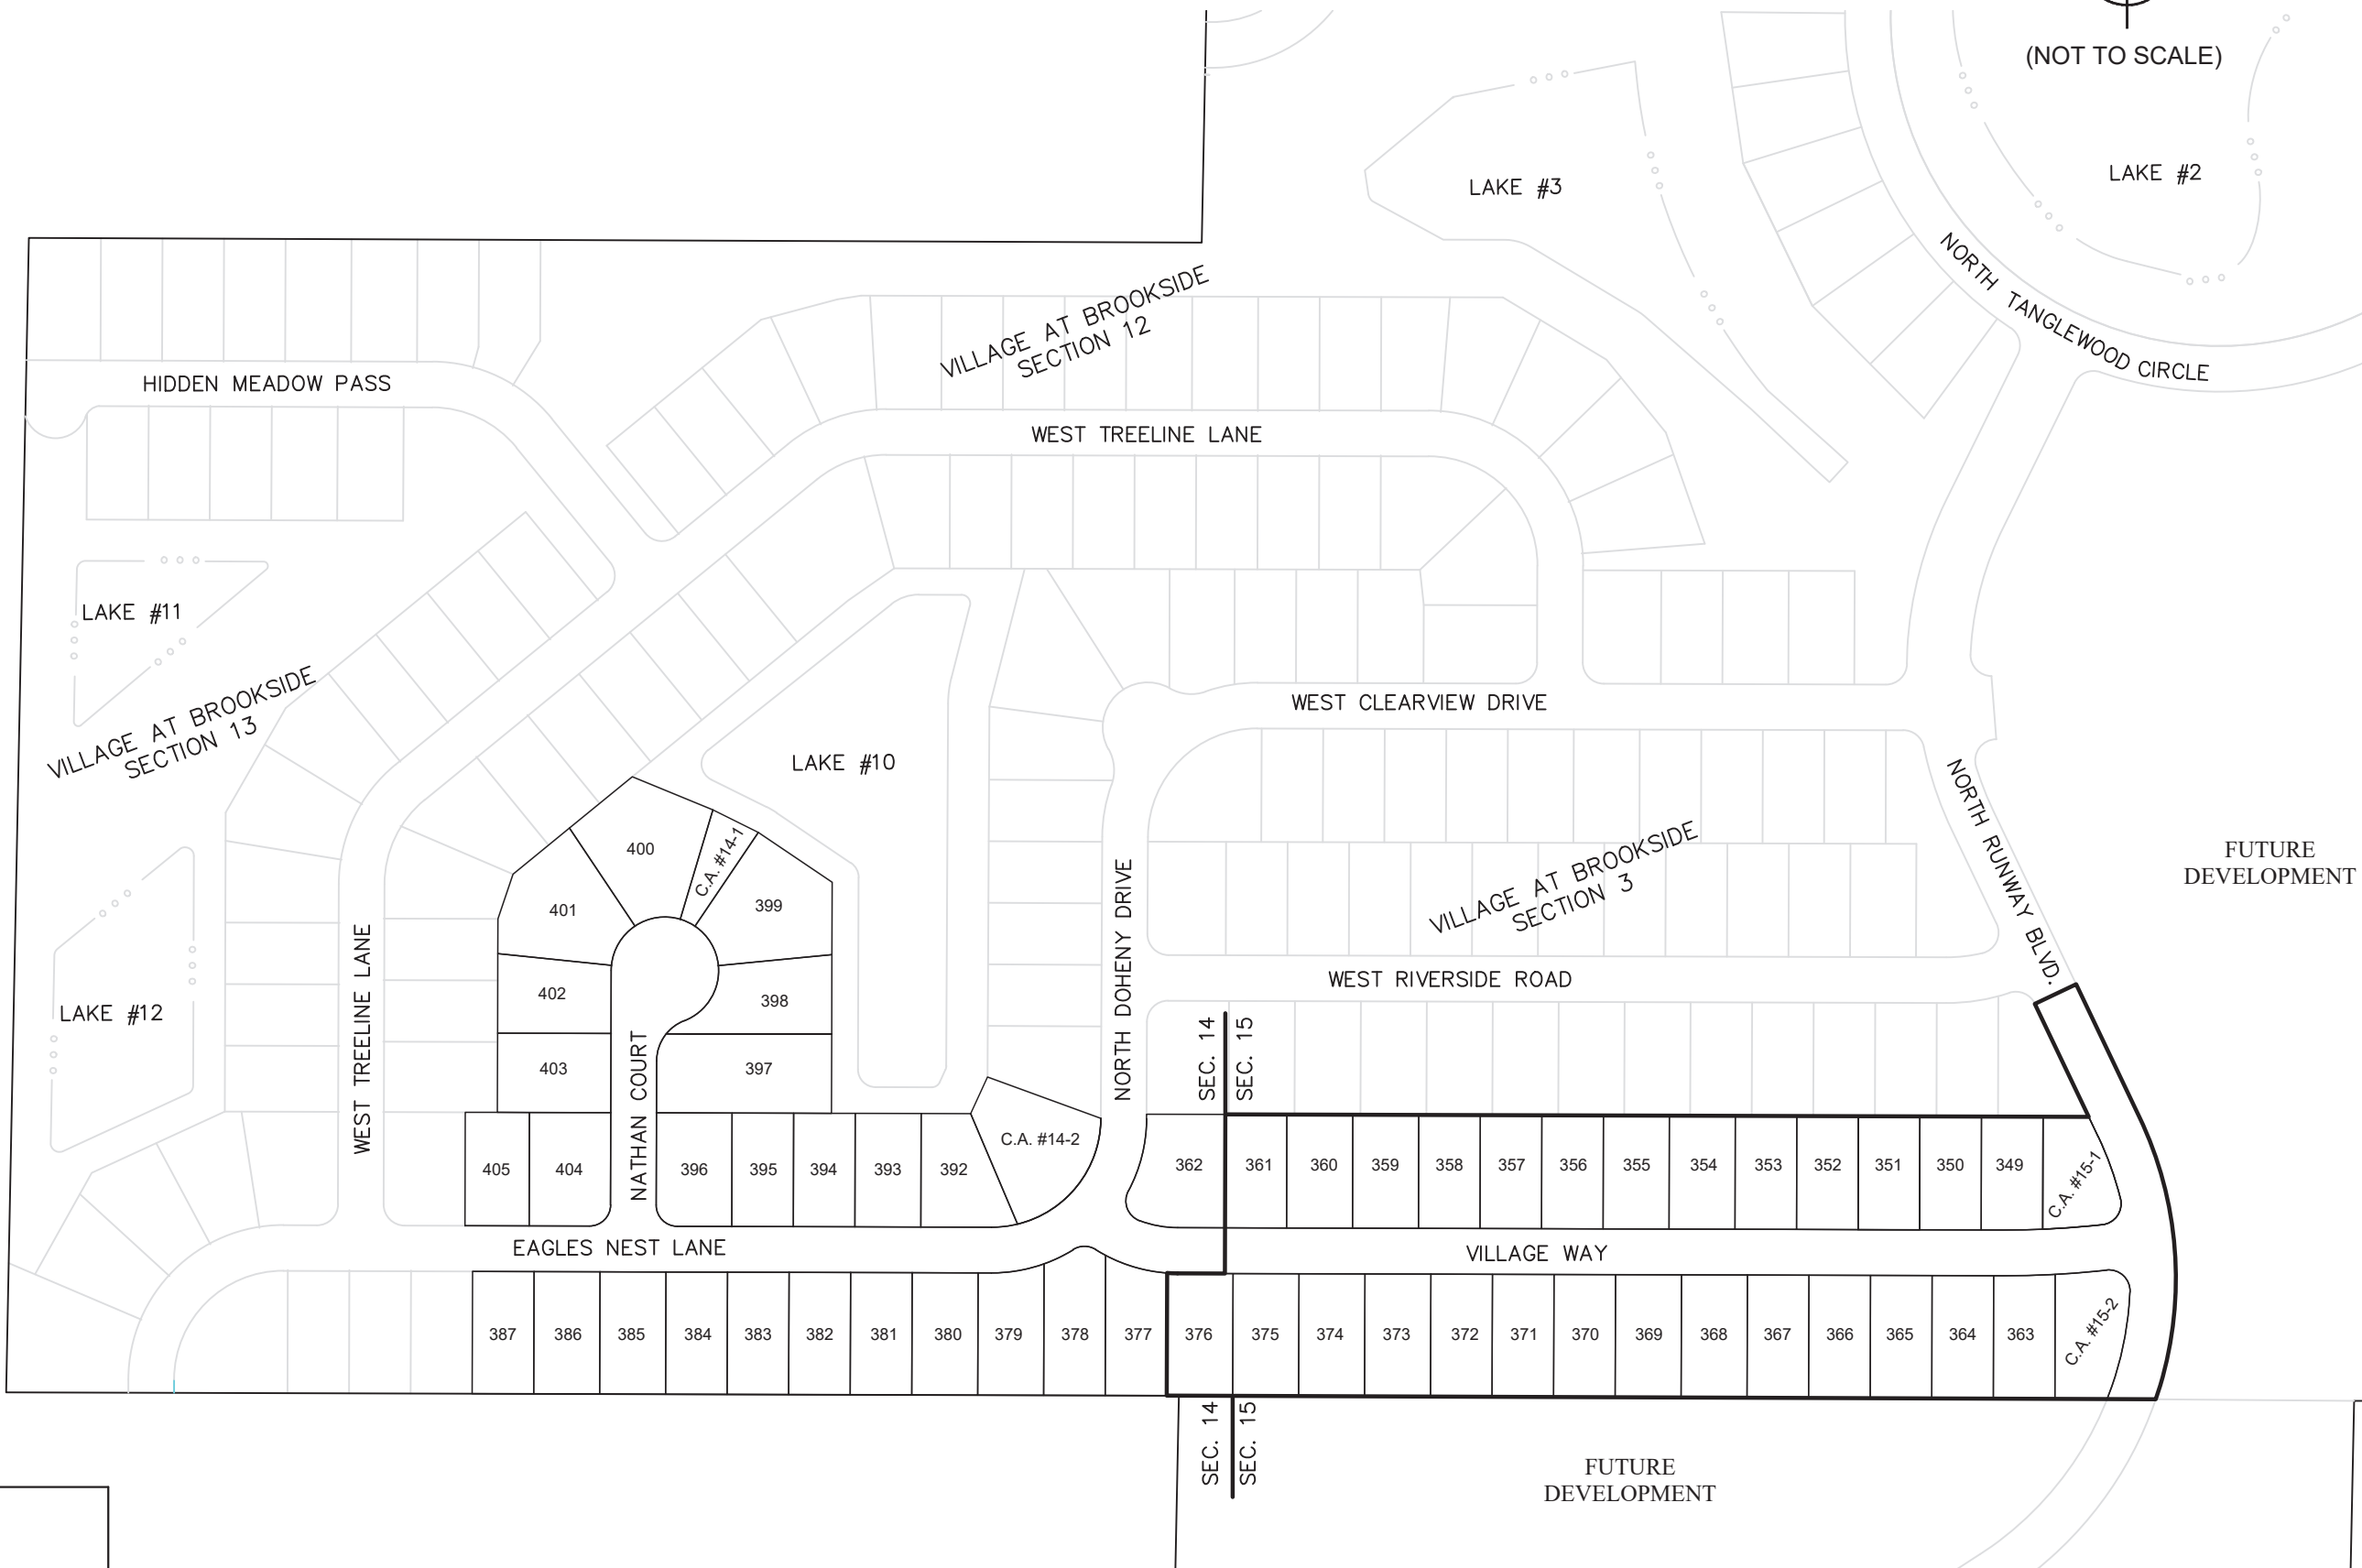 (NOT TO SCALE)
LAKE #3
LAKE #2
NORTH TANGLEWOOD CIRCLE
VILLAGE AT BROOKSIDE
SECTION 12
HIDDEN MEADOW PASS
WEST TREELINE LANE
LAKE #11
VILLAGE AT BROOKSIDE
SECTION 13
WEST CLEARVIEW DRIVE
LAKE #10
NORTH RUNWAY BLVD.
FUTURE
DEVELOPMENT
VILLAGE AT BROOKSIDE
SECTION 3
400
C.A. #14-1
399
401
402
398
403
397
LAKE #12
WEST TREELINE LANE
NATHAN COURT
NORTH DOHENY DRIVE
WEST RIVERSIDE ROAD
SEC. 14
SEC. 15
C.A. #14-2
405
404
396
395
394
393
392
362
361
360
359
358
357
356
355
354
353
352
351
350
349
C.A. #15-1
EAGLES NEST LANE
VILLAGE WAY
387
386
385
384
383
382
381
380
379
378
377
376
375
374
373
372
371
370
369
368
367
366
365
364
363
C.A. #15-2
SEC. 14
SEC. 15
FUTURE
DEVELOPMENT